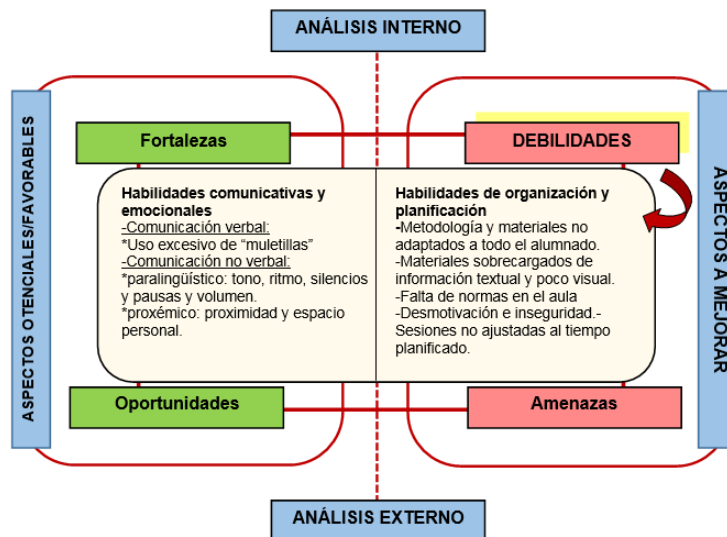 ANÁLISIS INTERNO
ASPECTOS OTENCIALES/FAVORABLES
Fortalezas
DEBILIDADES
Habilidades comunicativas y
emocionales
-Comunicación verbal:
*Uso excesivo de “muletillas”
-Comunicación no verbal:
*paralingüístico: tono, ritmo, silencios
y pausas y volumen.
*proxémico: proximidad y espacio
personal.
Habilidades de organización y
planificación
-Metodología y materiales no
adaptados a todo el alumnado.
-Materiales sobrecargados de
información textual y poco visual.
-Falta de normas en el aula
-Desmotivación e inseguridad.-
Sesiones no ajustadas al tiempo
planificado.
ASPECTOS A MEJORAR
Oportunidades
Amenazas
ANÁLISIS EXTERNO